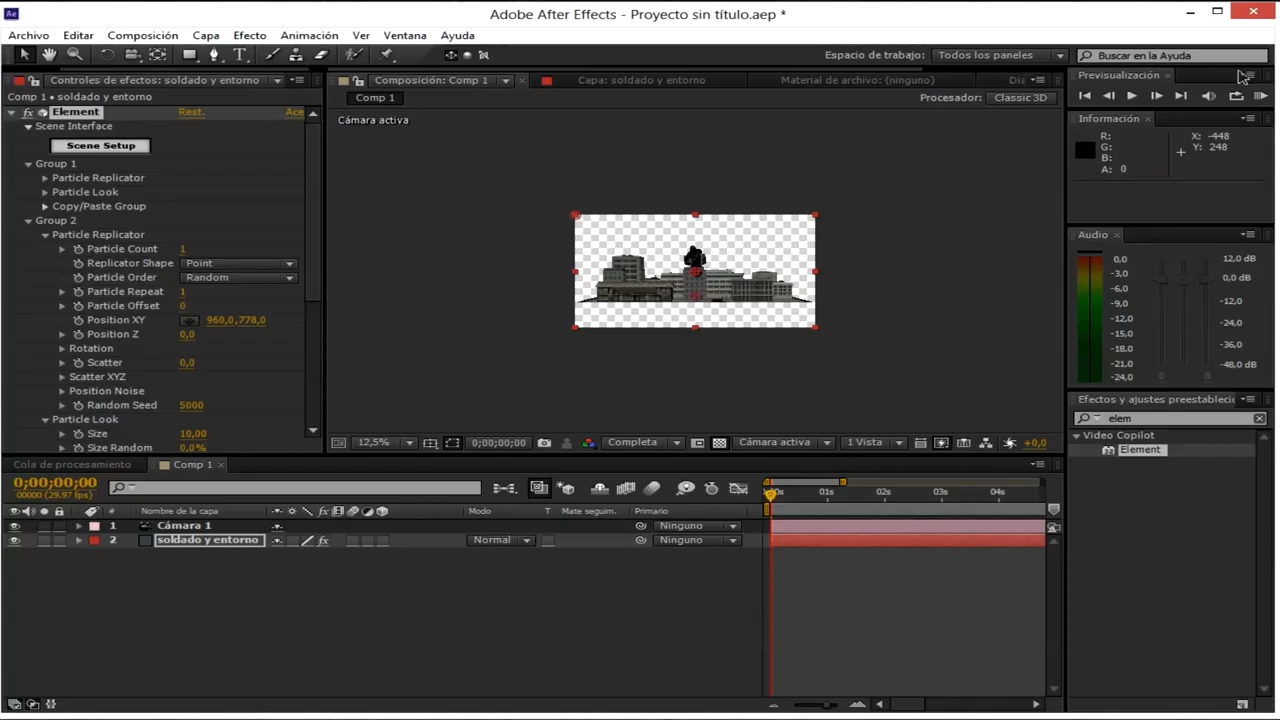 Ae
Adobe After Effects - Proyecto sin título.aep *
Archivo Editar Composición Capa Efecto Animación Ver Ventana Ayuda
T
Espacio de trabajo: Todos los paneles
Buscar en la Ayuda
Controles de efectos: soldado y entorno
Comp 1 • soldado y entorno
fx Element Rest. Ace
Scene Interface
Scene Setup
Group 1
Particle Replicator
Particle Look
Copy/Paste Group
Group 2
Particle Replicator
Particle Count 1
Replicator Shape Point
Particle Order Random
Particle Repeat 1
Particle Offset 0
Position XY 960,0,778,0
Position Z 0,0
Rotation
Scatter 0,0
Scatter XYZ
Position Noise
Random Seed 5000
Particle Look
Size 10,00
Size Random 0,0%
Composición: Comp 1
Capa: soldado y entorno
Material de archivo: (ninguno)
Comp 1
Procesador: Classic 3D
Cámara activa
12,5% 0;00;00;00 Completa Cámara activa 1 Vista +0,0
Previsualización
Información
R:
G:
B:
A: 0
X: -448
Y: 248
Audio
0,0
-3,0
-6,0
-9,0
-12,0
-15,0
-18,0
-21,0
-24,0
12,0 dB
0,0 dB
-12,0
-24,0
-36,0
-48,0 dB
0 0
Efectos y ajustes preestableci
elem
Video Copilot
Element
Cola de procesamiento
Comp 1
0;00;00;00
00000 (29.97 fps)
01s 02s 03s 04s
# Nombre de la capa fx Modo T Mate seguim. Primario
1 Cámara 1 Ninguno
2 soldado y entorno fx Normal Ninguno